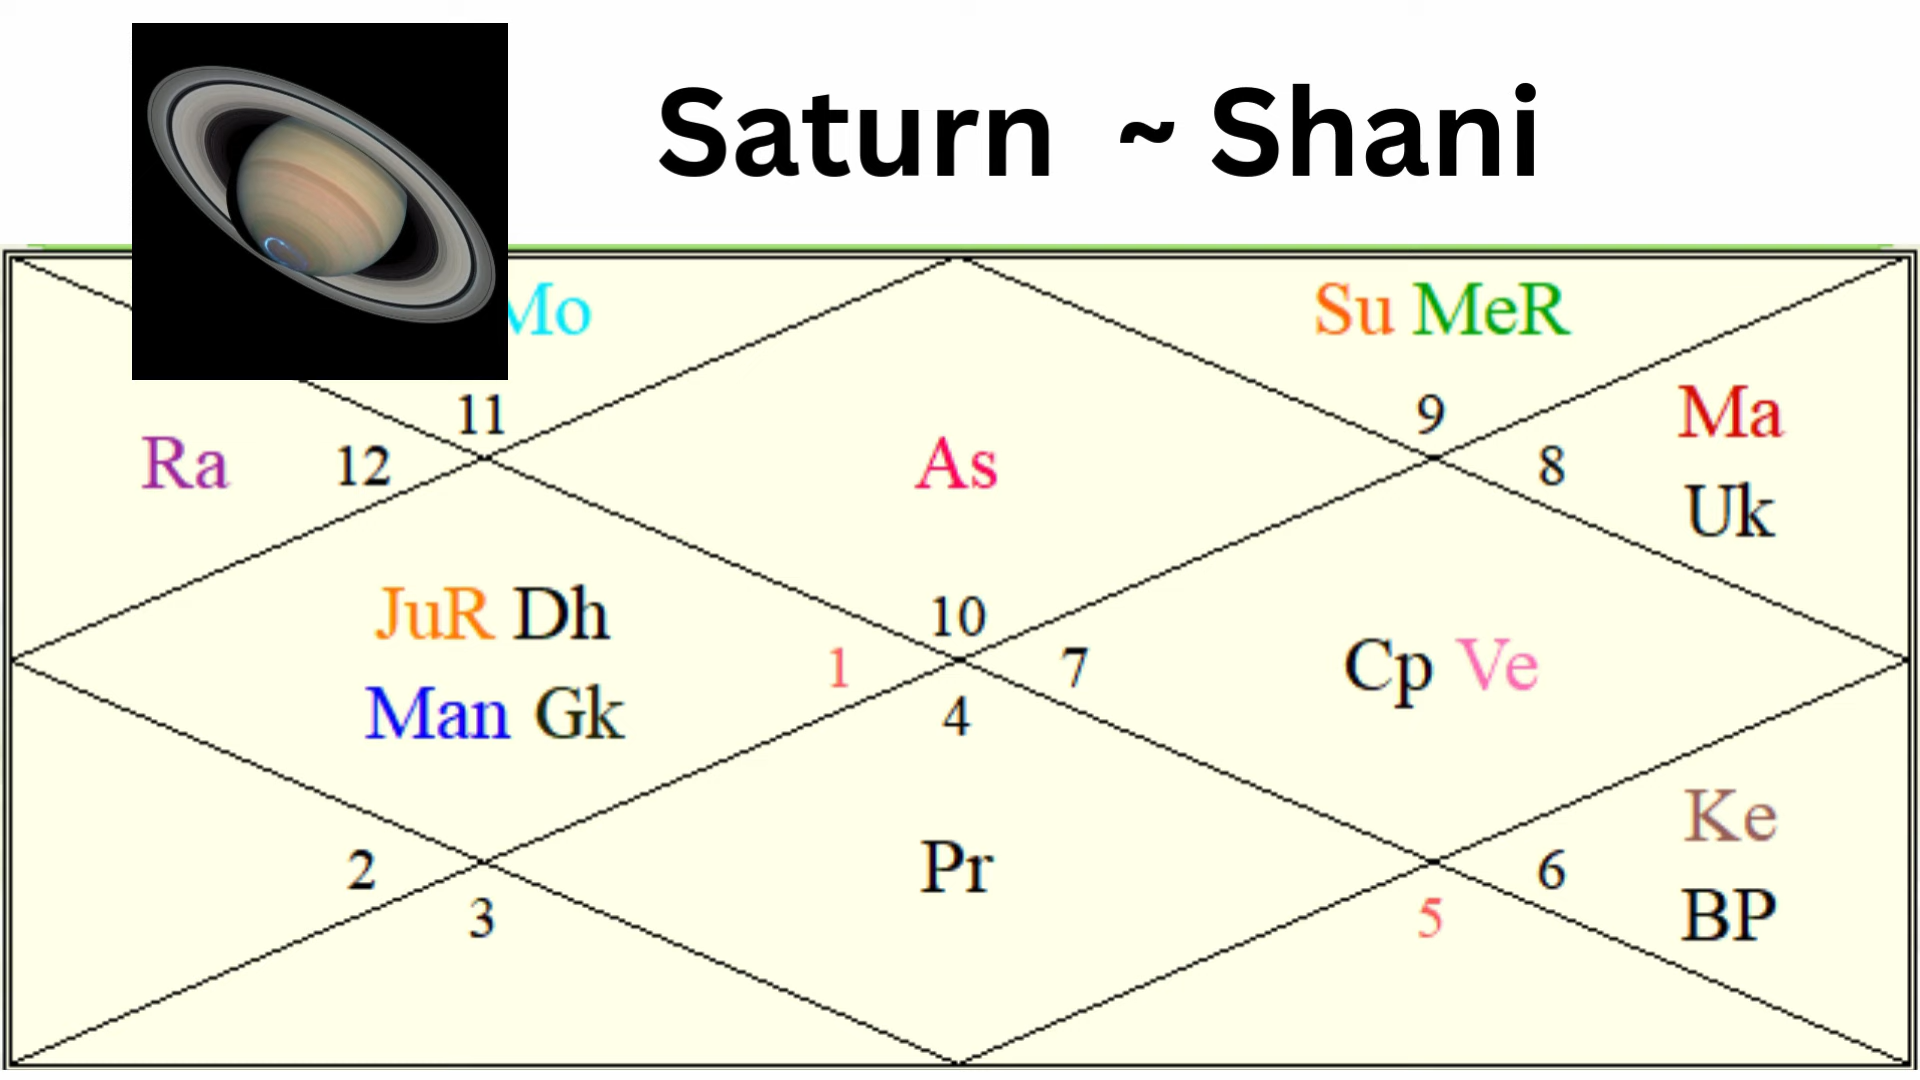 Saturn ~ Shani
Mo
Su MeR
11
9
Ma
Ra
12
As
8
Uk
JuR Dh
10
1
7
Cp Ve
Man Gk
4
Ke
Pr
2
6
3
5
BP